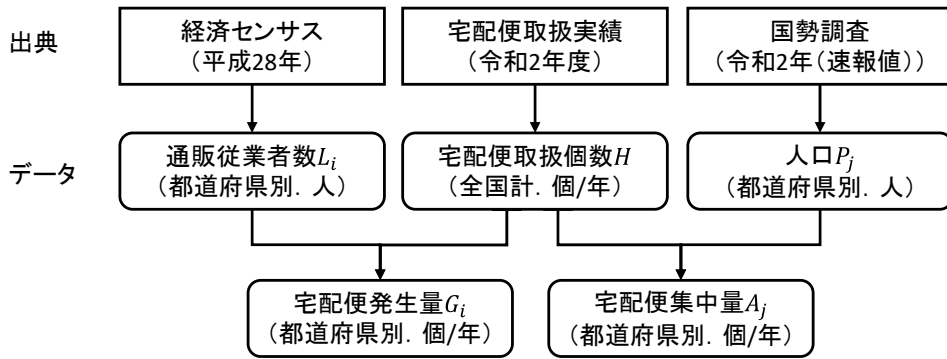 出典
経済センサス
（平成28年）
宅配便取扱実績
（令和2年度）
国勢調査
（令和2年（速報値））
データ
通販従業者数L_i
（都道府県別．人）
宅配便取扱個数H
（全国計．個/年）
人口P_j
（都道府県別．人）
宅配便発生量G_i
（都道府県別．個/年）
宅配便集中量A_j
（都道府県別．個/年）